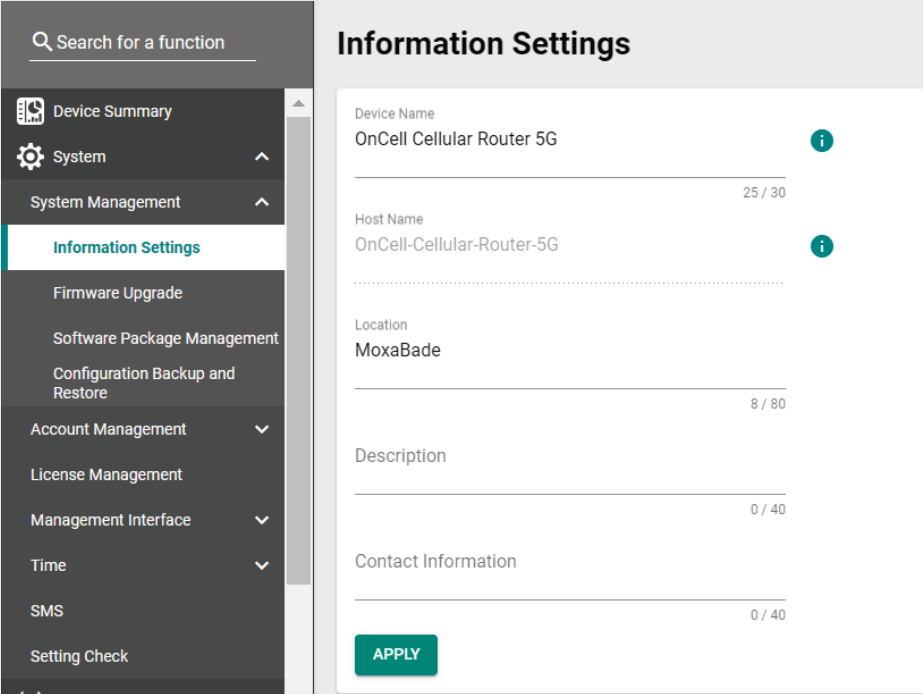 Search for a function
Device Summary
System
System Management
Information Settings
Firmware Upgrade
Software Package Management
Configuration Backup and
Restore
Account Management
License Management
Management Interface
Time
SMS
Setting Check
Information Settings
Device Name
OnCell Cellular Router 5G
25 / 30
Host Name
OnCell-Cellular-Router-5G
Location
MoxaBade
8 / 80
Description
0 / 40
Contact Information
0 / 40
APPLY